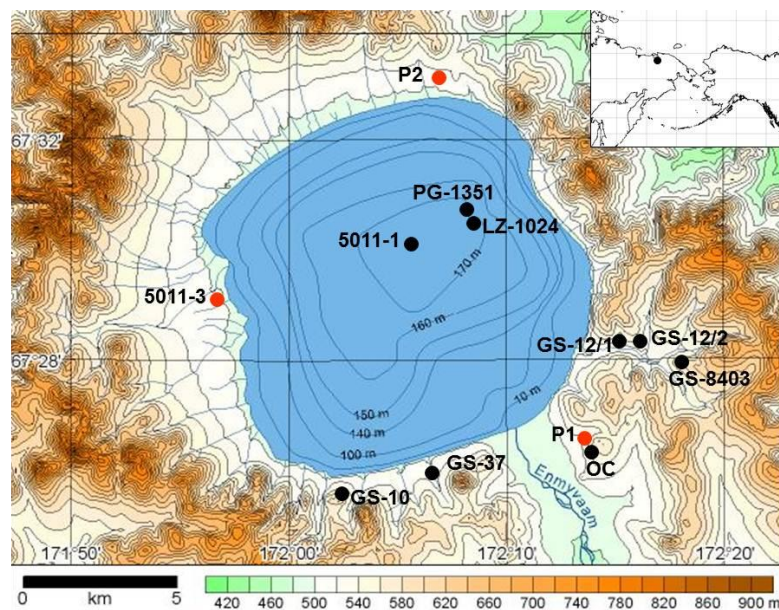 P2
67°32'
PG-1351
LZ-1024
5011-1
170 m
5011-3
160 m
GS-12/1
GS-12/2
67°28'
GS-8403
10 m
150 m
140 m
P1
100 m
OC
GS-37
GS-10
Enmyvaam
171°50'
172°00'
172°10'
172°20'
0 km 5
420 460 500 540 580 620 660 700 740 780 820 860 900 m